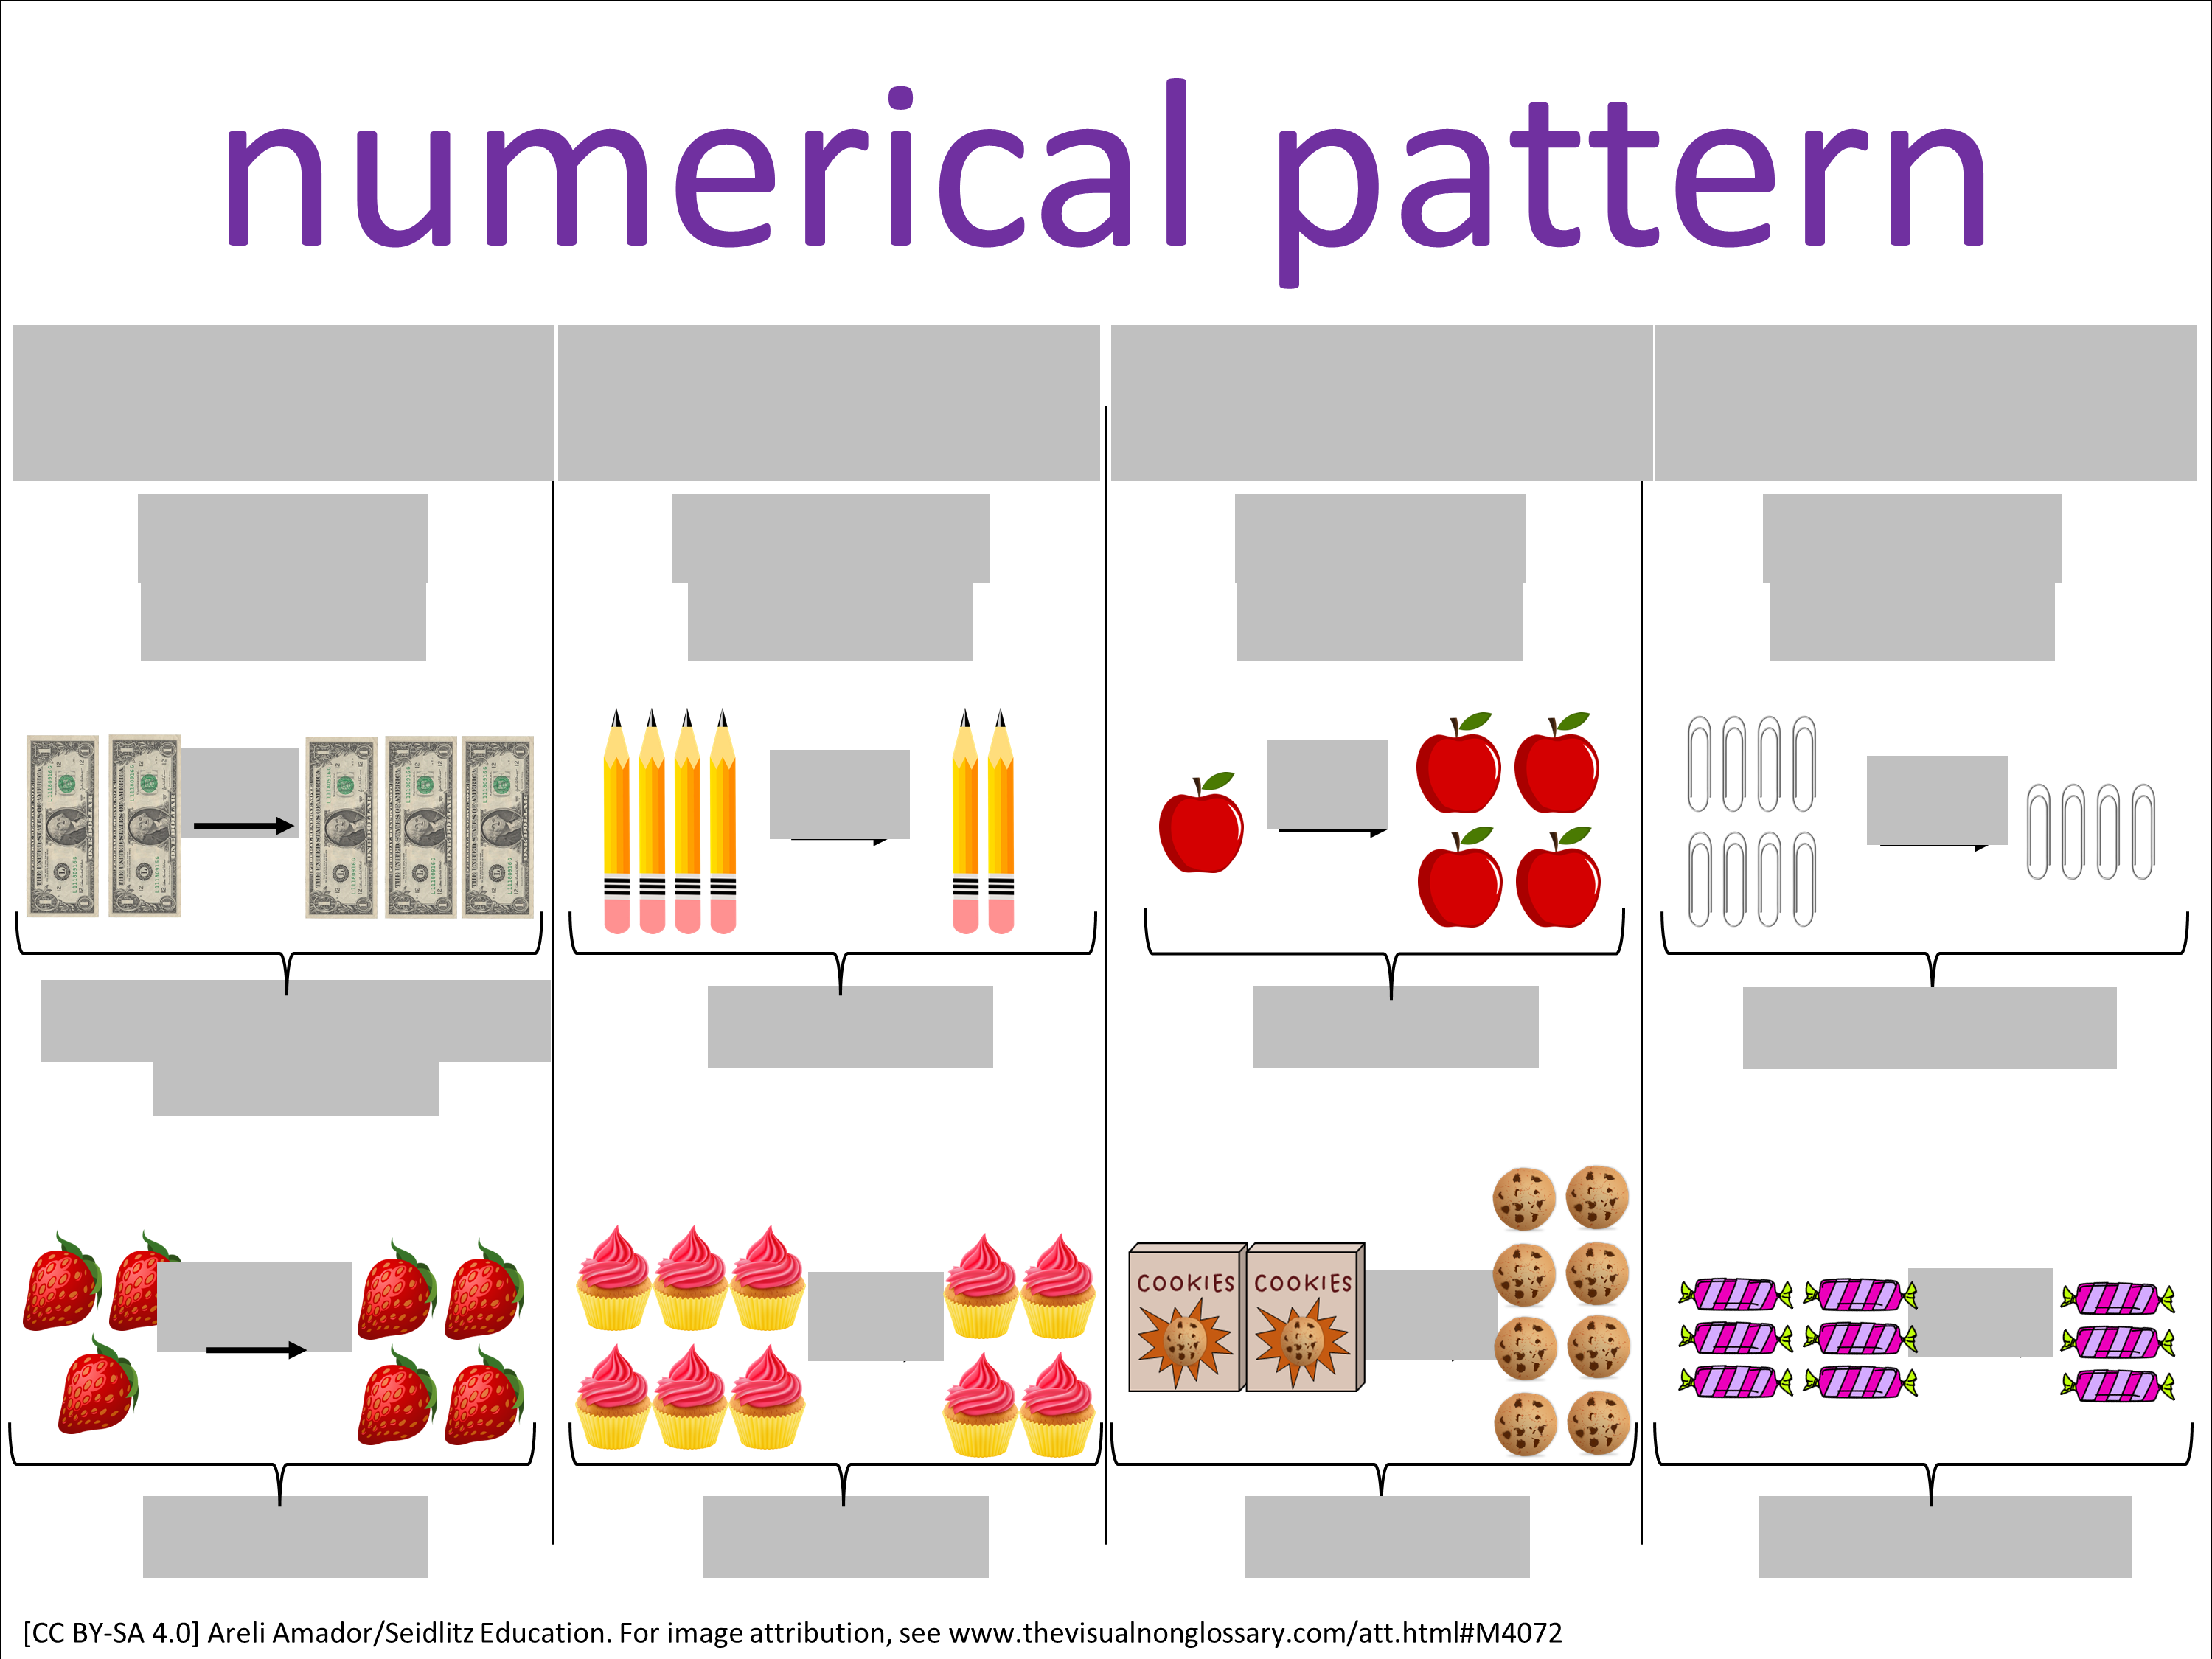 numerical pattern
COOKIES COOKIES
[CC BY-SA 4.0] Areli Amador/Seidlitz Education. For image attribution, see www.thevisualnonglossary.com/att.html#M4072